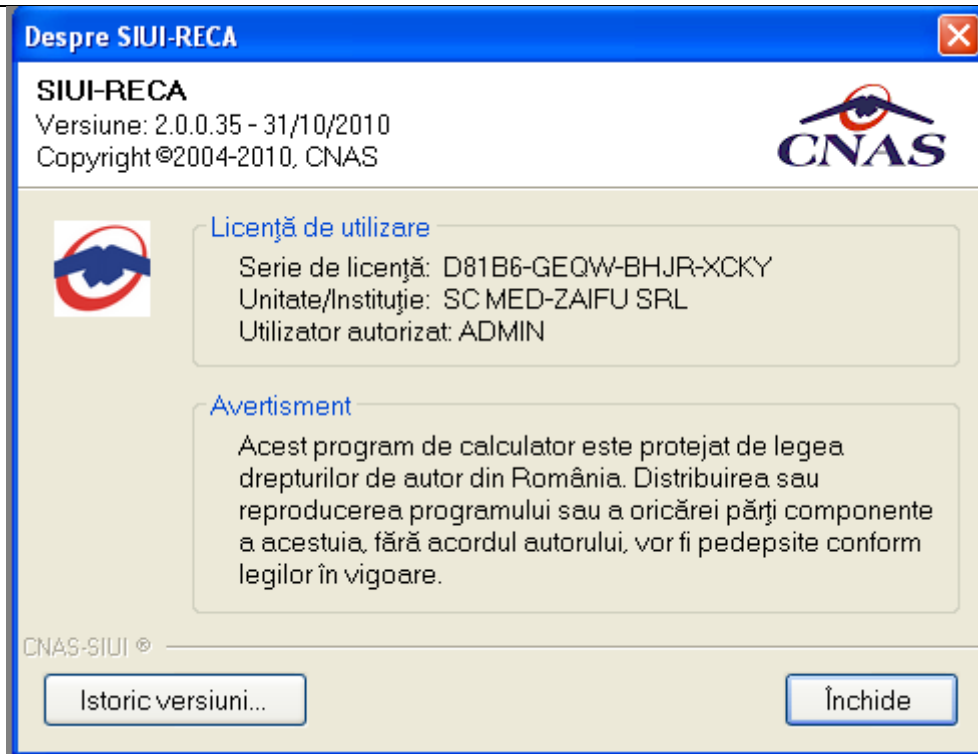 Despre SIUI-RECA
SIUI-RECA
Versiune: 2.0.0.35 - 31/10/2010
Copyright ©2004-2010, CNAS
CNAS
Licenţă de utilizare
Serie de licenţă: D81B6-GEQW-BHJR-XCKY
Unitate/Instituţie: SC MED-ZAIFU SRL
Utilizator autorizat: ADMIN
Avertisment
Acest program de calculator este protejat de legea
drepturilor de autor din România. Distribuirea sau
reproducerea programului sau a oricărei părţi componente
a acestuia, fără acordul autorului, vor fi pedepsite conform
legilor în vigoare.
CNAS-SIUI ®
Istoric versiuni...
Închide